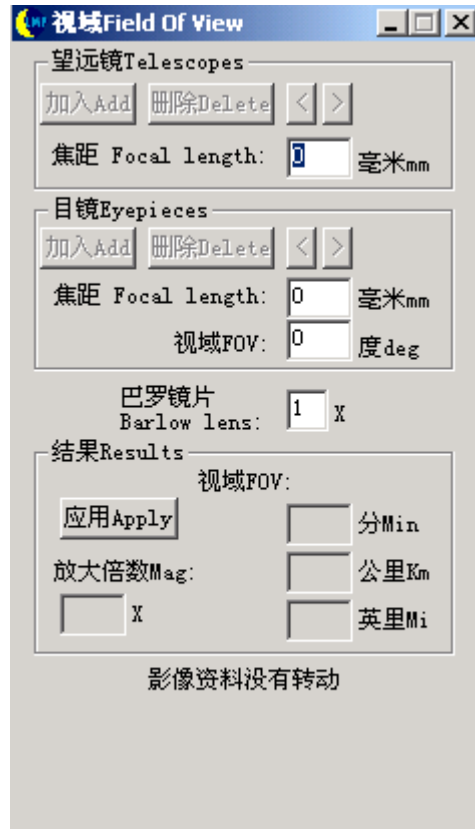 视域Field Of View
望远镜Telescopes
加入Add 删除Delete < >
焦距 Focal length: 0 毫米mm
目镜Eyepieces
加入Add 删除Delete < >
焦距 Focal length: 0 毫米mm
视域FOV: 0 度deg
巴罗镜片
Barlow lens: 1 X
结果Results
视域FOV:
应用Apply 分Min
放大倍数Mag: 公里Km
X 英里Mi
影像资料没有转动